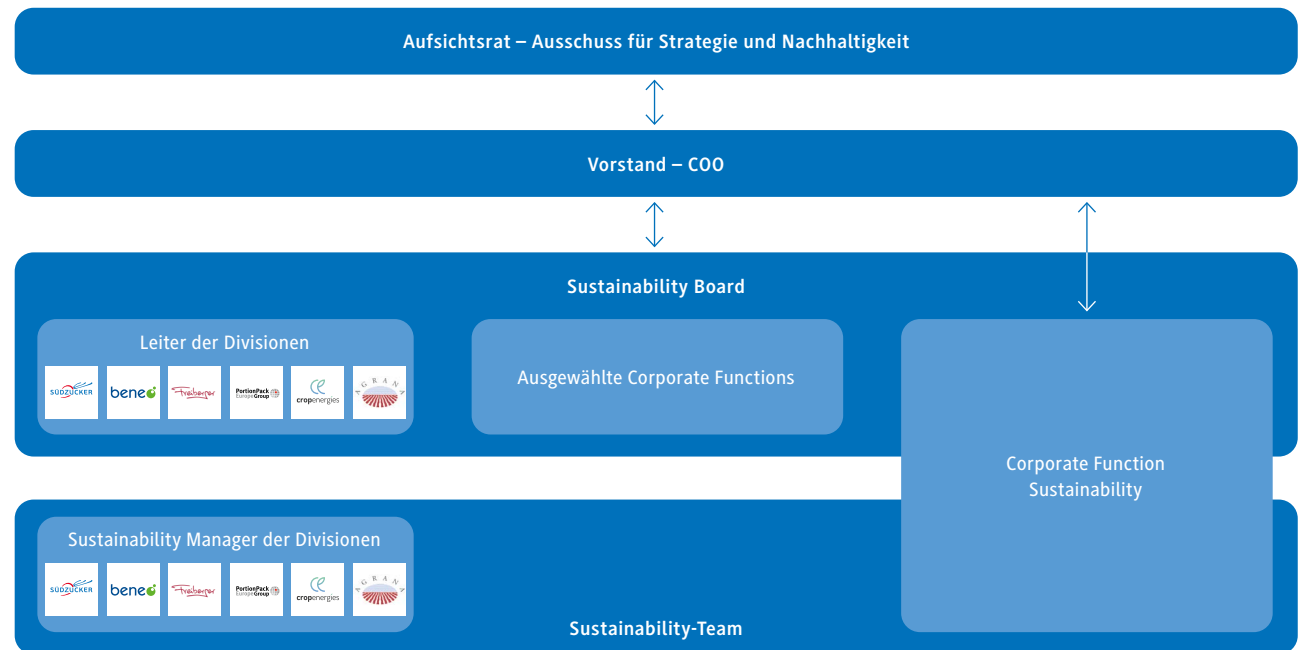 Aufsichtsrat – Ausschuss für Strategie und Nachhaltigkeit
Vorstand – COO
Sustainability Board
Leiter der Divisionen
SÜDZUCKER
beneo
Freiberger
PortionPack
Europe Group
cropenergies
AGRANA
Ausgewählte Corporate Functions
Corporate Function
Sustainability
Sustainability Manager der Divisionen
SÜDZUCKER
beneo
Freiberger
PortionPack
Europe Group
cropenergies
AGRANA
Sustainability-Team